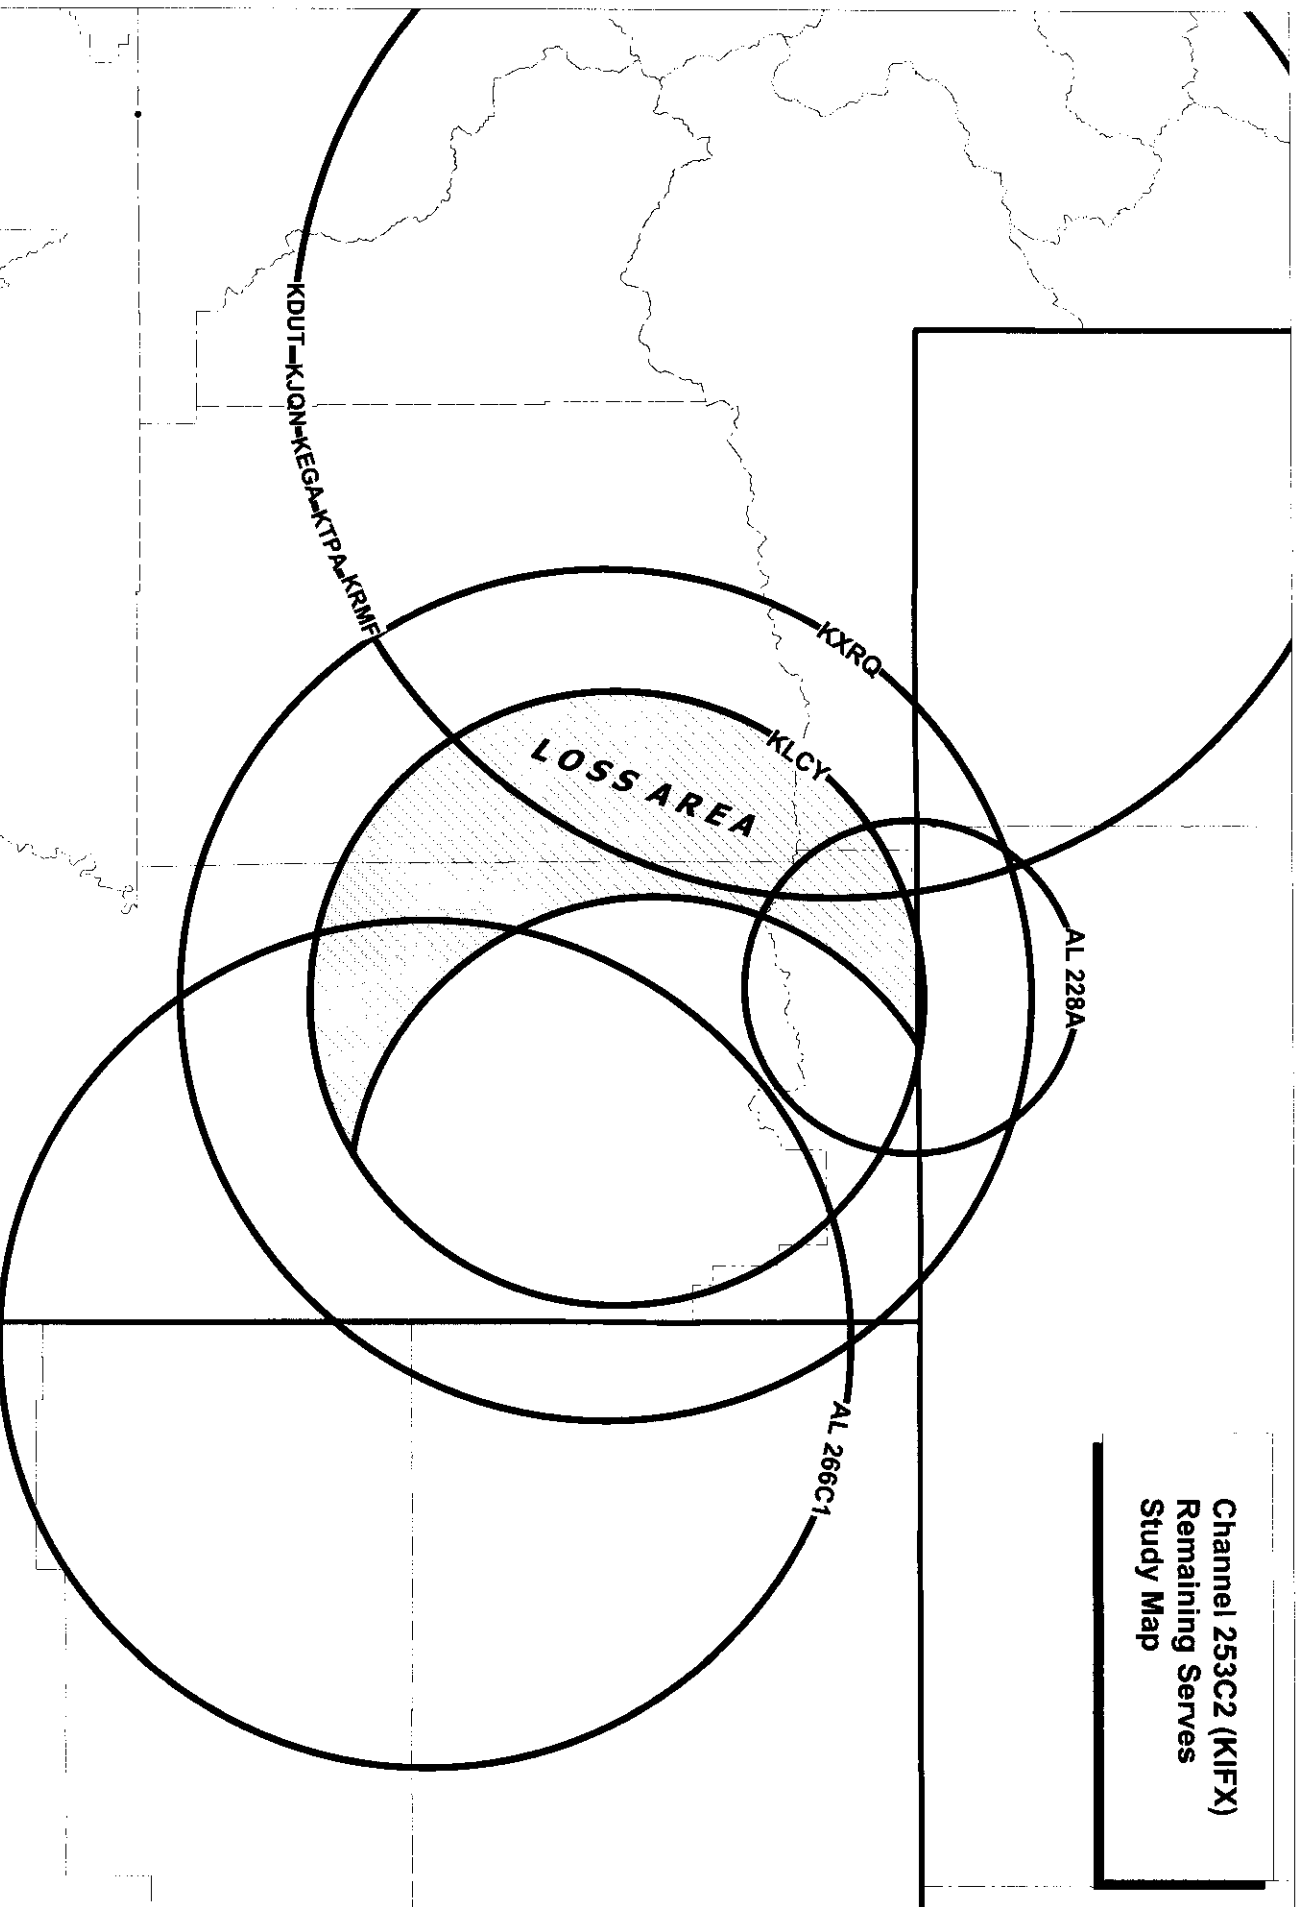 Channel 253C2 (KIFX)
Remaining Serves
Study Map
AL 228A
KXRQ
KLCY
LOSS AREA
KDUT-KJQN-KEGA-KTPA-KRMF
AL 266C1